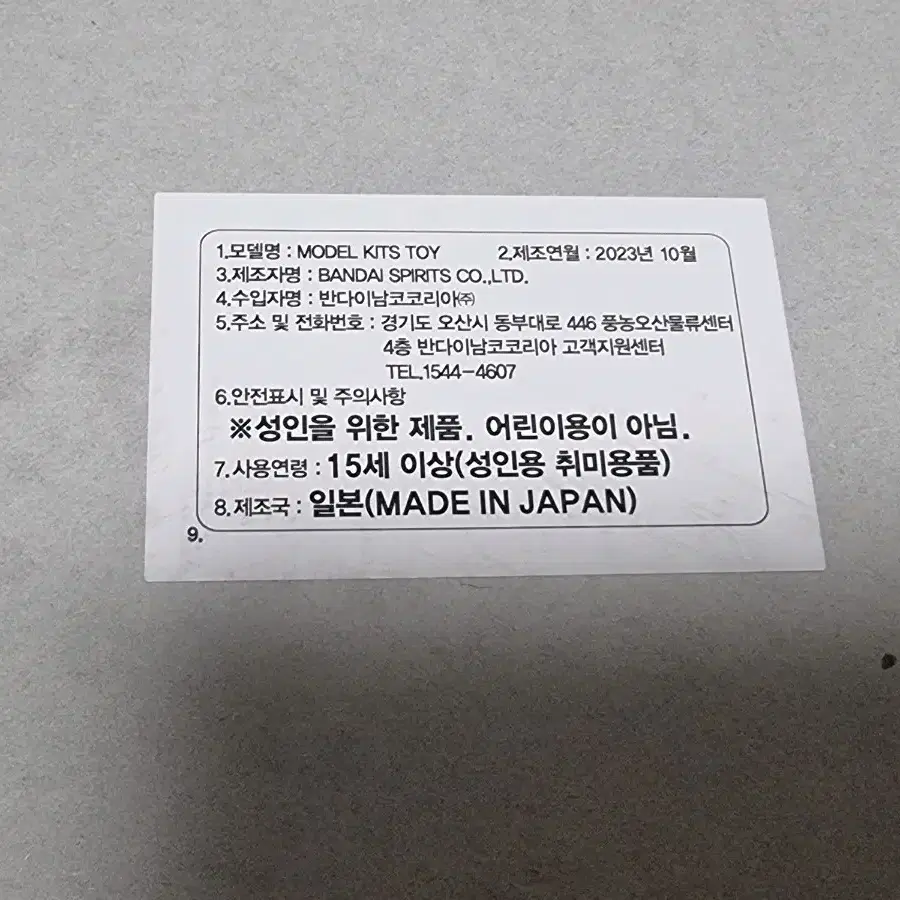 1.모델명 : MODEL KITS TOY 2.제조연월 : 2023년 10월
3.제조자명 : BANDAI SPIRITS CO.,LTD.
4.수입자명 : 반다이남코코리아㈜
5.주소 및 전화번호 : 경기도 오산시 동부대로 446 풍농오산물류센터
4층 반다이남코코리아 고객지원센터
TEL.1544-4607
6.안전표시 및 주의사항
※성인을 위한 제품. 어린이용이 아님.
7.사용연령 : 15세 이상(성인용 취미용품)
8.제조국 : 일본(MADE IN JAPAN)
9.